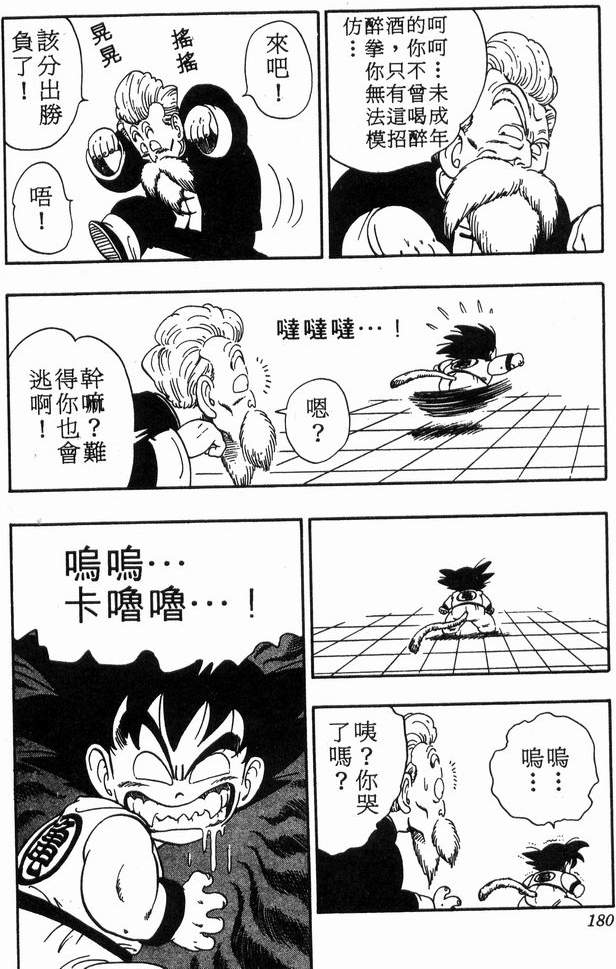 呵呵…未成年
的你不曾喝醉
酒，只有這招
醉拳你無法模
仿…
來吧！
搖搖
晃晃
該分出勝
負了！
唔！
噠噠噠…！
嗯？
幹嘛？難
得你也會
逃啊！
嗚…
嗚…
咦？你哭
了嗎？
嗚嗚…
卡嚕嚕…！
180